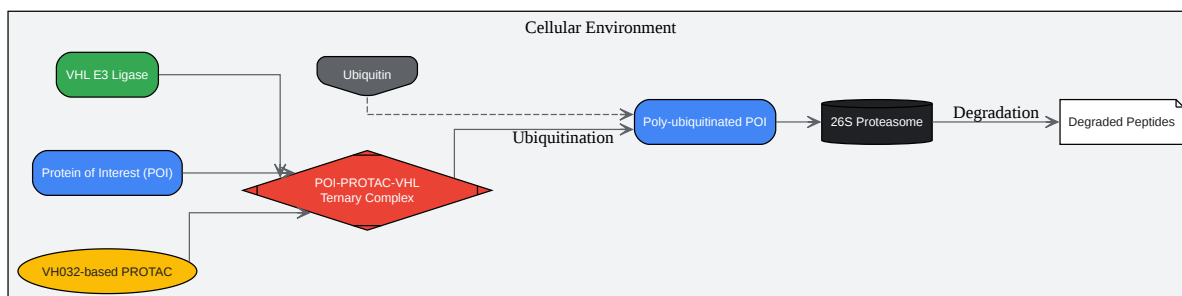 Cellular Environment
VHL E3 Ligase
Ubiquitin
Protein of Interest (POI)
VH032-based PROTAC
POI-PROTAC-VHL
Ternary Complex
Ubiquitination
Poly-ubiquitinated POI
26S Proteasome
Degradation
Degraded Peptides